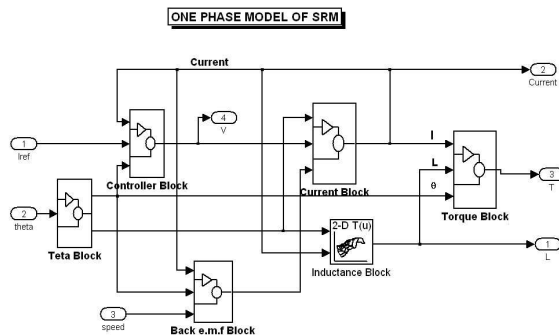 ONE PHASE MODEL OF SRM
Current
2
Current
4
V
1
Iref
Controller Block
Current Block
I
L
θ
3
T
Torque Block
2
theta
Teta Block
2-D T(u)
Inductance Block
1
L
3
speed
Back e.m.f Block